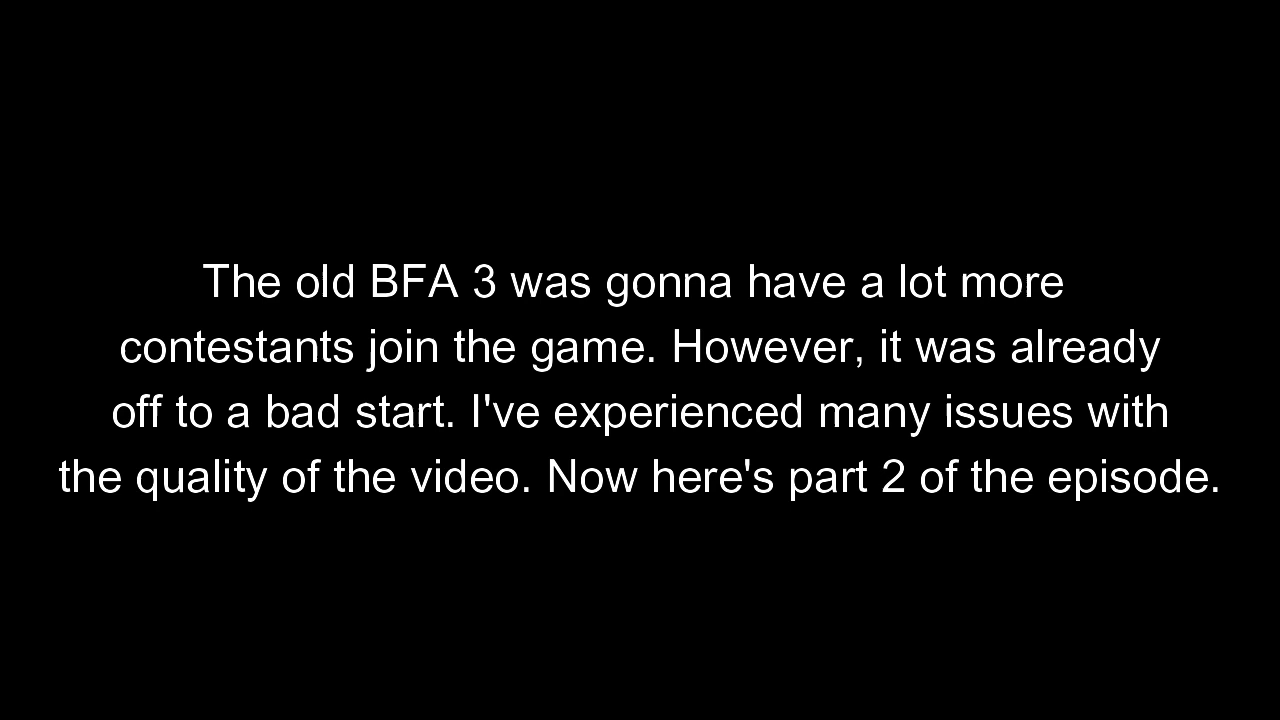 The old BFA 3 was gonna have a lot more
contestants join the game. However, it was already
off to a bad start. I've experienced many issues with
the quality of the video. Now here's part 2 of the episode.